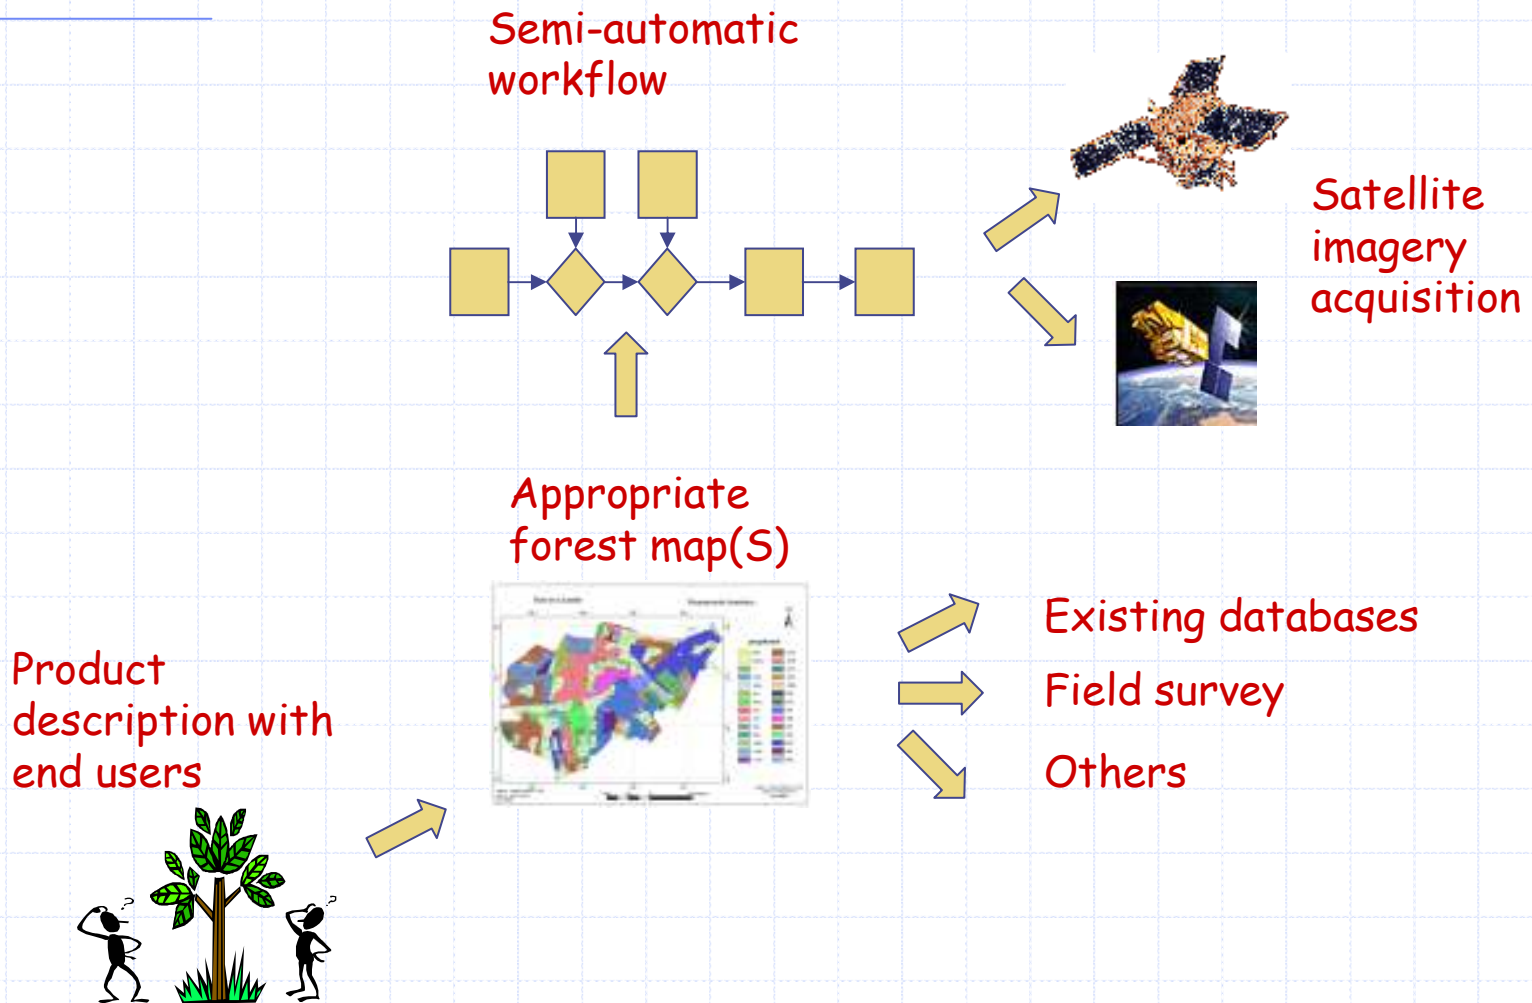 Semi-automatic
workflow
Satellite
imagery
acquisition
Appropriate
forest map(S)
Existing databases
Field survey
Others
Product
description with
end users
?
?